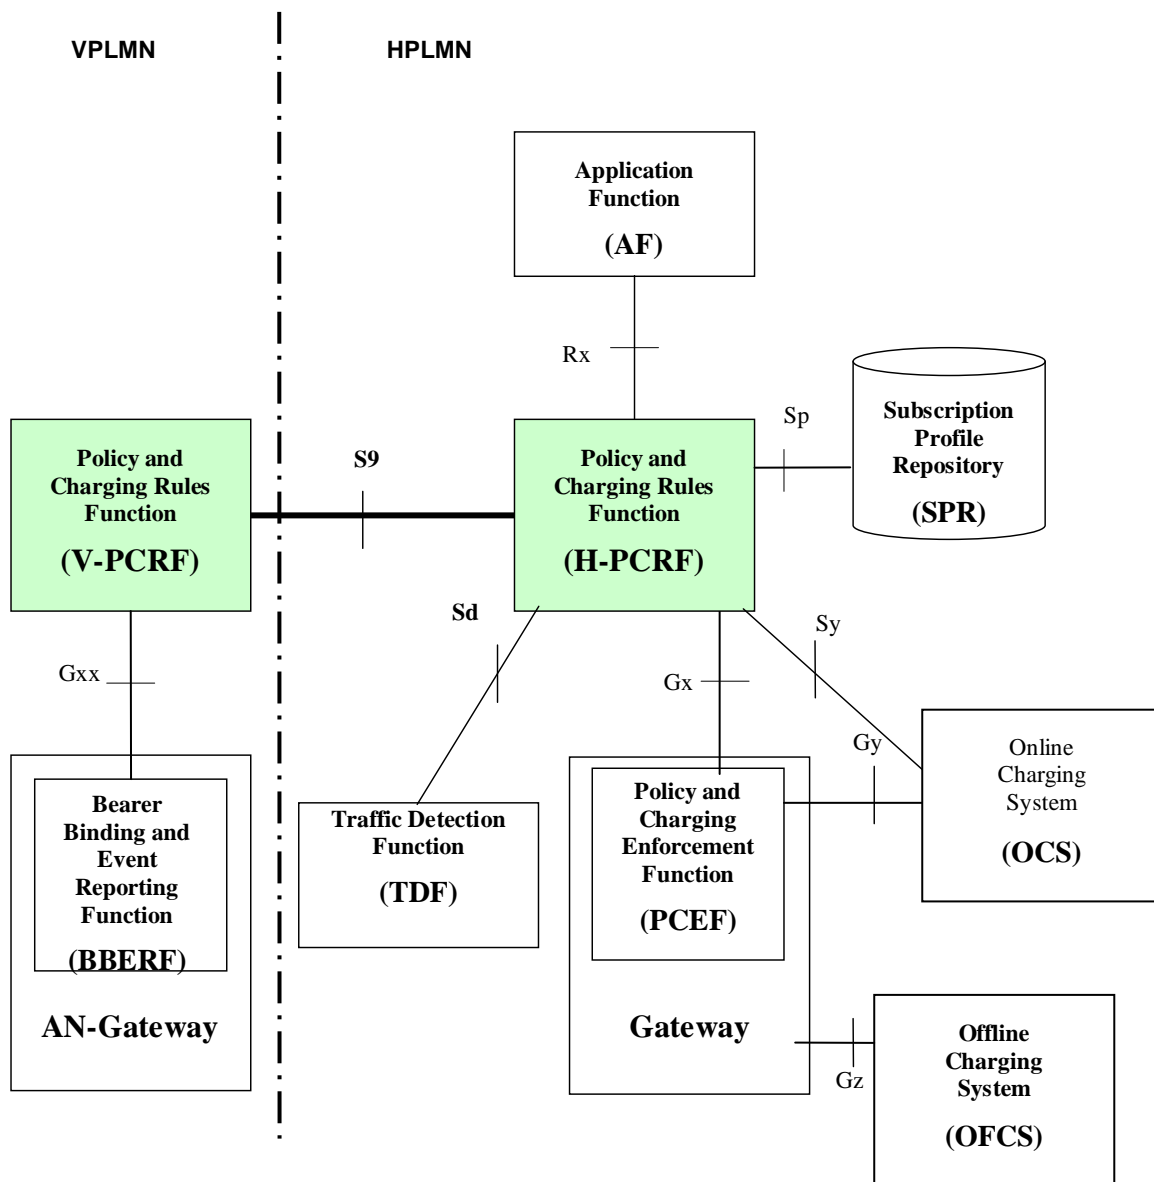 VPLMN
HPLMN
Application
Function
(AF)
Rx
Sp
Subscription
Profile
Repository
(SPR)
Policy and
Charging Rules
Function
(V-PCRF)
S9
Policy and
Charging Rules
Function
(H-PCRF)
Gxx
Sd
Gx
Sy
Gy
Bearer
Binding and
Event
Reporting
Function
(BBERF)
AN-Gateway
Traffic Detection
Function
(TDF)
Policy and
Charging
Enforcement
Function
(PCEF)
Gateway
Online
Charging
System
(OCS)
Gz
Offline
Charging
System
(OFCS)